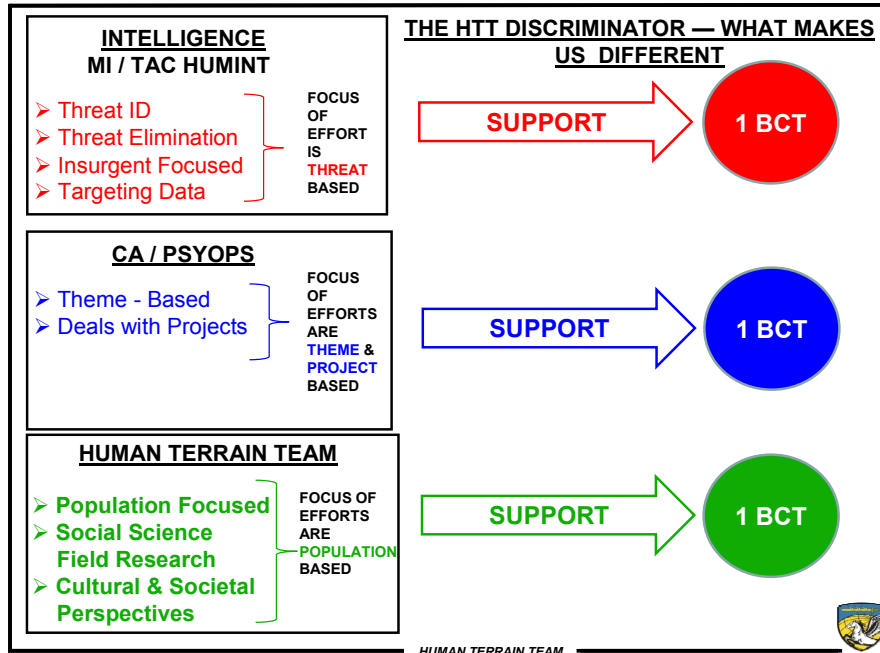 INTELLIGENCE
MI / TAC HUMINT
➢ Threat ID
➢ Threat Elimination
➢ Insurgent Focused
➢ Targeting Data
FOCUS
OF
EFFORT
IS
THREAT
BASED
THE HTT DISCRIMINATOR — WHAT MAKES
US DIFFERENT
SUPPORT
1 BCT
CA / PSYOPS
➢ Theme - Based
➢ Deals with Projects
FOCUS
OF
EFFORTS
ARE
THEME &
PROJECT
BASED
SUPPORT
1 BCT
HUMAN TERRAIN TEAM
➢ Population Focused
➢ Social Science
Field Research
➢ Cultural & Societal
Perspectives
FOCUS OF
EFFORTS
ARE
POPULATION
BASED
SUPPORT
1 BCT
HUMAN TERRAIN TEAM